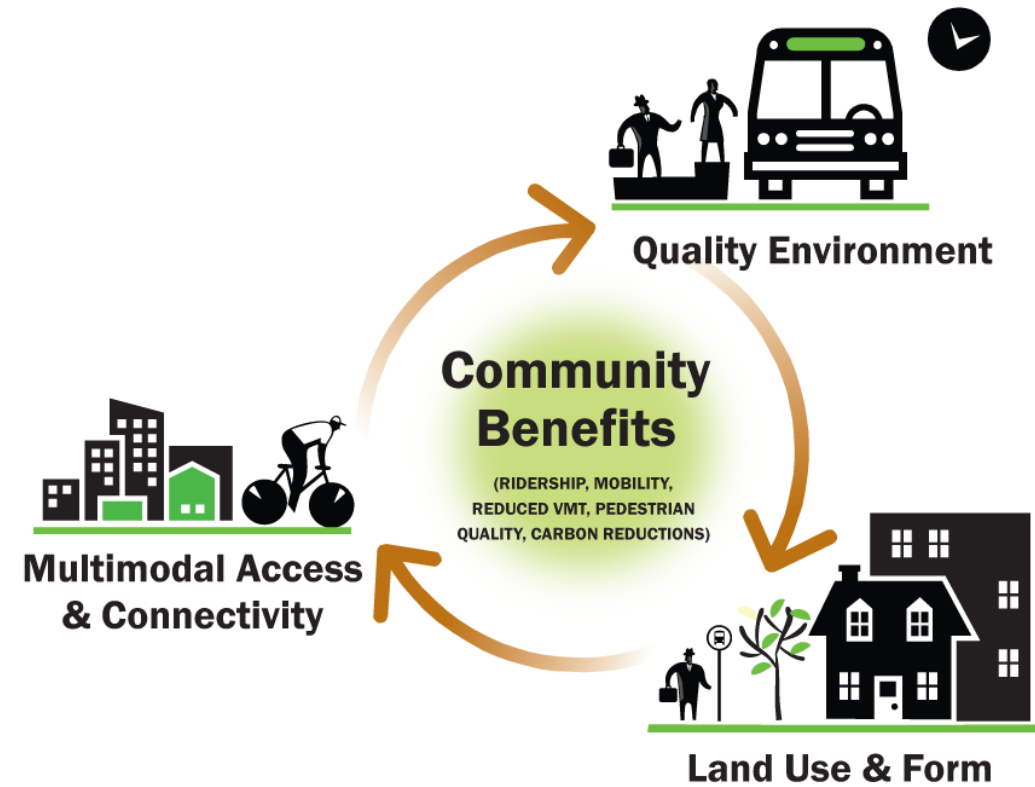 Quality Environment
Community
Benefits
(RIDERSHIP, MOBILITY,
REDUCED VMT, PEDESTRIAN
QUALITY, CARBON REDUCTIONS)
Multimodal Access
& Connectivity
Land Use & Form